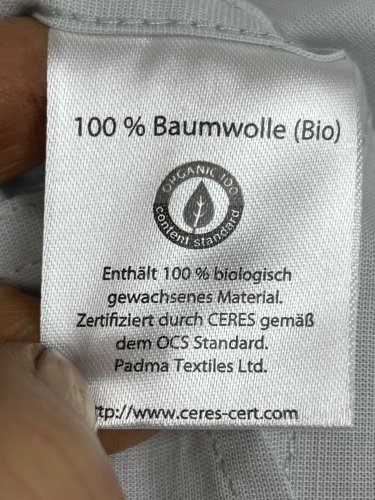 100 % Baumwolle (Bio)
ORGANIC 100
content standard
Enthält 100 % biologisch
gewachsenes Material.
Zertifiziert durch CERES gemäß
dem OCS Standard.
Padma Textiles Ltd.
http://www.ceres-cert.com